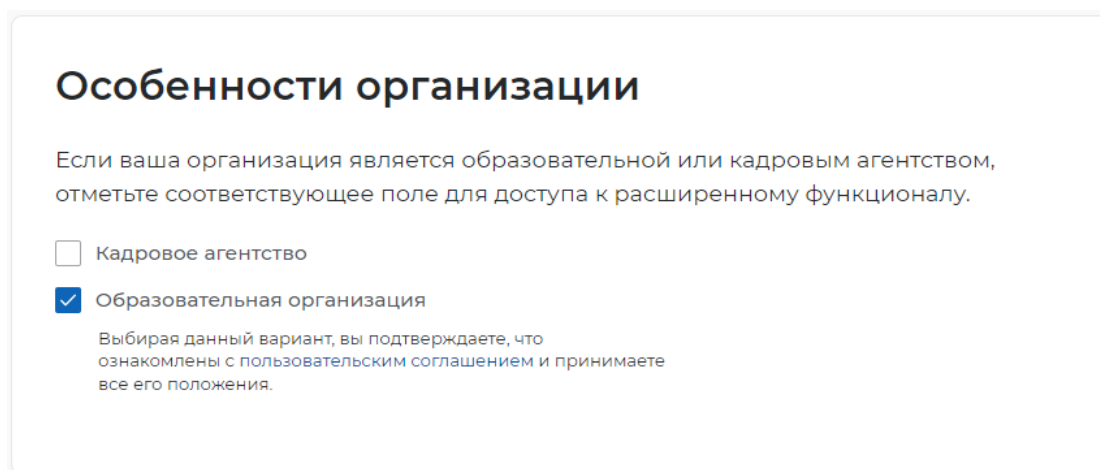 Особенности организации
Если ваша организация является образовательной или кадровым агентством,
отметьте соответствующее поле для доступа к расширенному функционалу.
Кадровое агентство
Образовательная организация
Выбирая данный вариант, вы подтверждаете, что
ознакомлены с пользовательским соглашением и принимаете
все его положения.